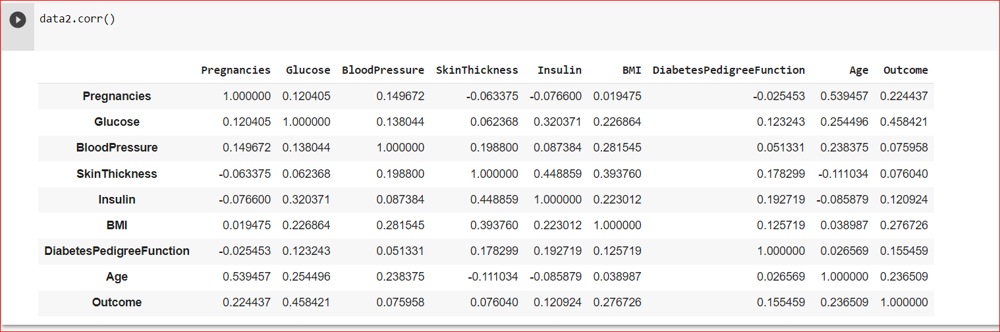 data2.corr()
Pregnancies Glucose BloodPressure SkinThickness Insulin BMI DiabetesPedigreeFunction Age Outcome
Pregnancies 1.000000 0.120405 0.149672 -0.063375 -0.076600 0.019475 -0.025453 0.539457 0.224437
Glucose 0.120405 1.000000 0.138044 0.062368 0.320371 0.226864 0.123243 0.254496 0.458421
BloodPressure 0.149672 0.138044 1.000000 0.198800 0.087384 0.281545 0.051331 0.238375 0.075958
SkinThickness -0.063375 0.062368 0.198800 1.000000 0.448859 0.393760 0.178299 -0.111034 0.076040
Insulin -0.076600 0.320371 0.087384 0.448859 1.000000 0.223012 0.192719 -0.085879 0.120924
BMI 0.019475 0.226864 0.281545 0.393760 0.223012 1.000000 0.125719 0.038987 0.276726
DiabetesPedigreeFunction -0.025453 0.123243 0.051331 0.178299 0.192719 0.125719 1.000000 0.026569 0.155459
Age 0.539457 0.254496 0.238375 -0.111034 -0.085879 0.038987 0.026569 1.000000 0.236509
Outcome 0.224437 0.458421 0.075958 0.076040 0.120924 0.276726 0.155459 0.236509 1.000000